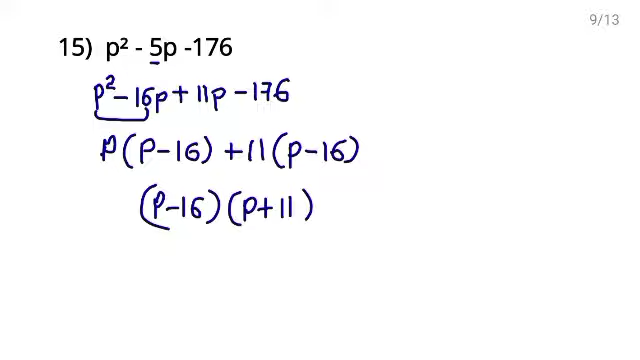 9/13
15) p² - 5p -176
p² - 16p + 11p - 176
p(p-16) + 11(p-16)
(p-16)(p+11)